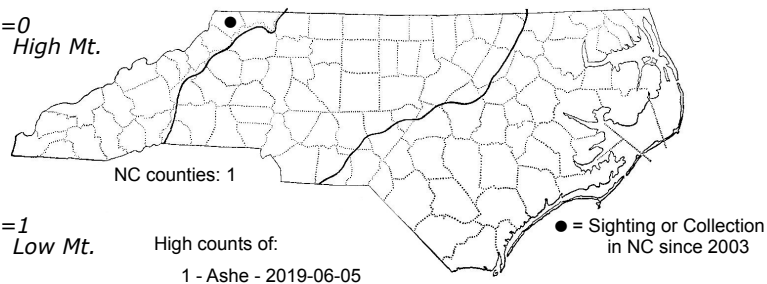 =0
High Mt.
NC counties: 1
=1
Low Mt.
High counts of:
1 - Ashe - 2019-06-05
● = Sighting or Collection
in NC since 2003